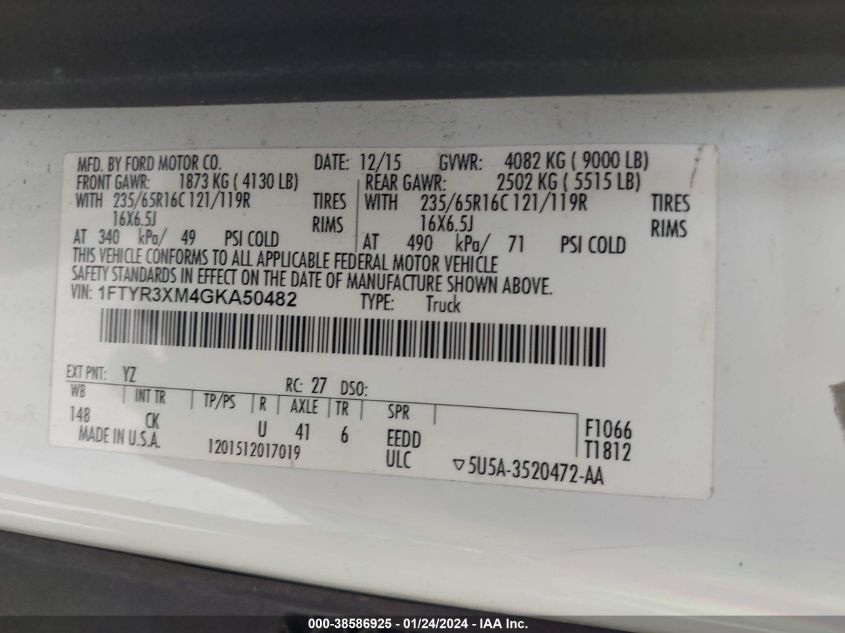 MFD. BY FORD MOTOR CO. DATE: 12/15 GVWR: 4082 KG ( 9000 LB)
FRONT GAWR: 1873 KG ( 4130 LB) REAR GAWR: 2502 KG ( 5515 LB)
WITH 235/65R16C 121/119R TIRES WITH 235/65R16C 121/119R TIRES
16X6.5J RIMS 16X6.5J RIMS
AT 340 kPa/ 49 PSI COLD AT 490 kPa/ 71 PSI COLD
THIS VEHICLE CONFORMS TO ALL APPLICABLE FEDERAL MOTOR VEHICLE
SAFETY STANDARDS IN EFFECT ON THE DATE OF MANUFACTURE SHOWN ABOVE.
VIN: 1FTYR3XM4GKA50482 TYPE: Truck
EXT PNT: YZ RC: 27 DSO:
WB INT TR TP/PS R AXLE TR SPR
148 CK U 41 6 EEDD F1066
MADE IN U.S.A. 1201512017019 ULC T1812
▽5U5A-3520472-AA
000-38586925 - 01/24/2024 - 1USA - IAA Inc.